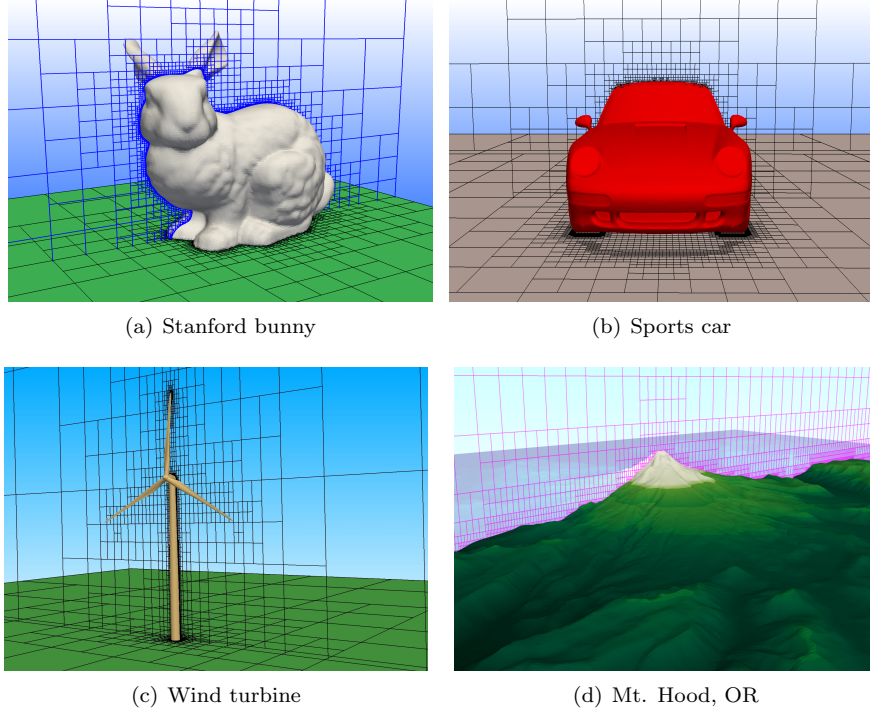 (a) Stanford bunny
(b) Sports car
(c) Wind turbine
(d) Mt. Hood, OR